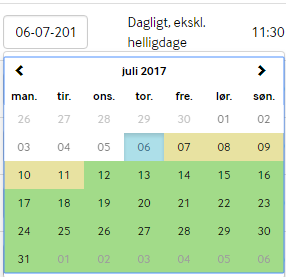 06-07-201
Dagligt, ekskl.
helligdage
11:30
juli 2017
man. tir. ons. tor. fre. lør. søn.
26 27 28 29 30 01 02
03 04 05 06 07 08 09
10 11 12 13 14 15 16
17 18 19 20 21 22 23
24 25 26 27 28 29 30
31 01 02 03 04 05 06